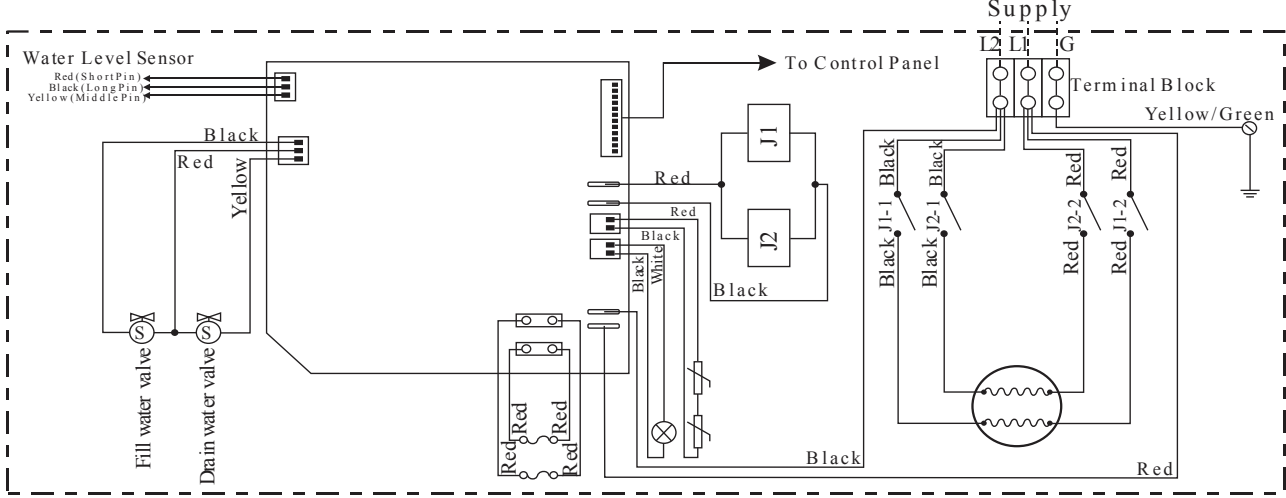 Supply
L2 L1 G
Water Level Sensor
Red (Short Pin)
Black (Long Pin)
Yellow (Middle Pin)
To Control Panel
Terminal Block
Yellow/Green
Black
Red
Yellow
J1
Red
J2
Red
Black
Black
White
Black
Black
Black
Red
Red
J1-1
J2-1
J2-2
J1-2
Black
Black
Red
Red
S
S
Fill water valve
Drain water valve
Red
Red
Red
Red
Black
Red